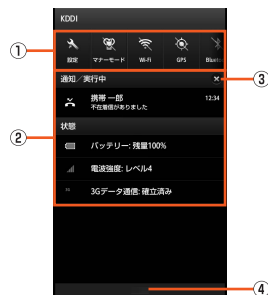 KDDI
設定 マナーモード Wi-Fi GPS Bluetoo
通知／実行中
携帯 一郎 12:34
不在着信がありました
状態
バッテリー: 残量100%
電波強度: レベル4
3G 3Gデータ通信: 確立済み
①
②
③
④